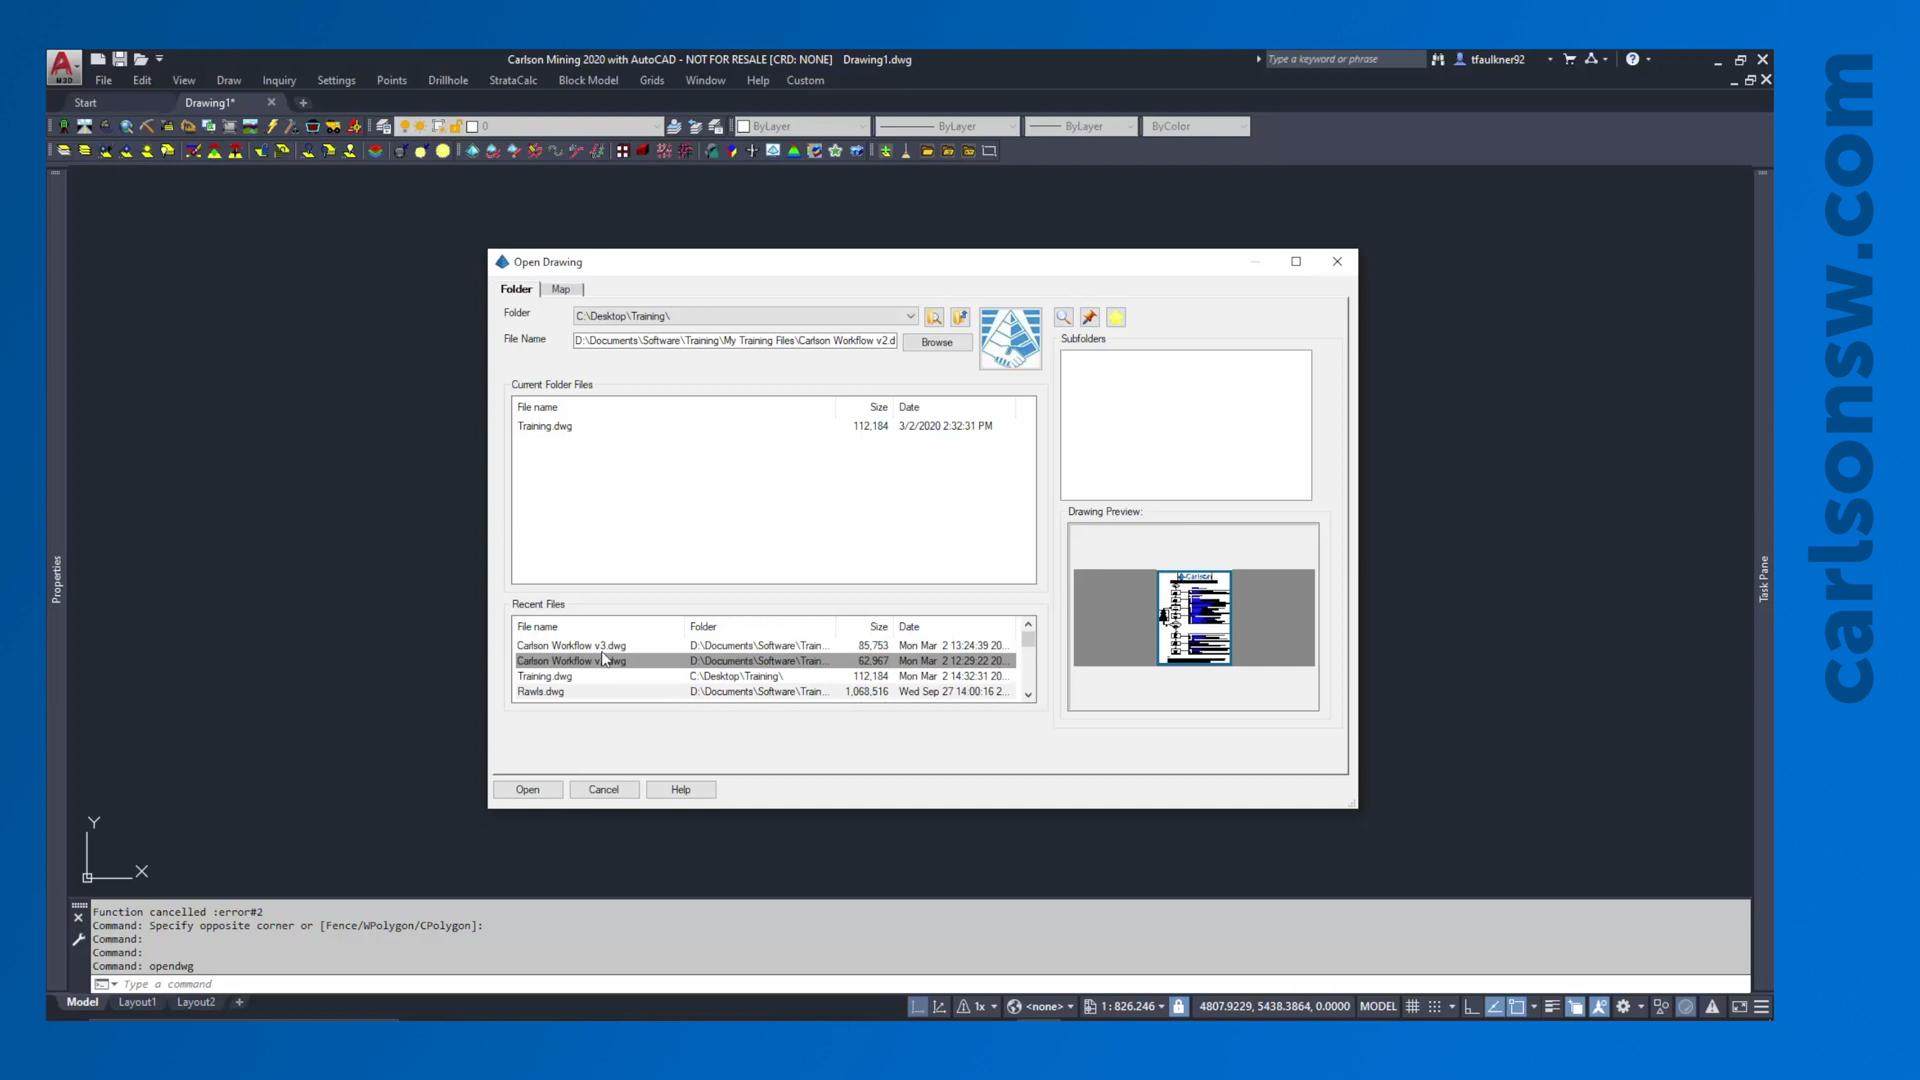 Carlson Mining 2020 with AutoCAD - NOT FOR RESALE [CRD: NONE] Drawing1.dwg
Type a keyword or phrase
tfaulkner92
M3D
File Edit View Draw Inquiry Settings Points Drillhole StrataCalc Block Model Grids Window Help Custom
Start Drawing1*
0 ByLayer ByLayer ByLayer ByColor
carlsonsw.com
Open Drawing
Folder Map
Folder C:\Desktop\Training\
File Name D:\Documents\Software\Training\My Training Files\Carlson Workflow v2.d Browse
Subfolders
Current Folder Files
File name Size Date
Training.dwg 112,184 3/2/2020 2:32:31 PM
Drawing Preview:
Carlson
Recent Files
File name Folder Size Date
Carlson Workflow v3.dwg D:\Documents\Software\Train... 85,753 Mon Mar 2 13:24:39 20...
Carlson Workflow D:\Documents\Software\Train... 62,967 Mon Mar 2 12:29:22 20...
Training.dwg C:\Desktop\Training\ 112,184 Mon Mar 2 14:32:31 20...
Rawls.dwg D:\Documents\Software\Train... 1,068,516 Wed Sep 27 14:00:16 2...
Open Cancel Help
Properties
Task Pane
Y
X
Function cancelled :error#2
Command: Specify opposite corner or [Fence/WPolygon/CPolygon]:
Command:
Command:
Command: opendwg
Type a command
Model Layout1 Layout2 +
1x <none> 1:826.246 4807.9229, 5438.3864, 0.0000 MODEL